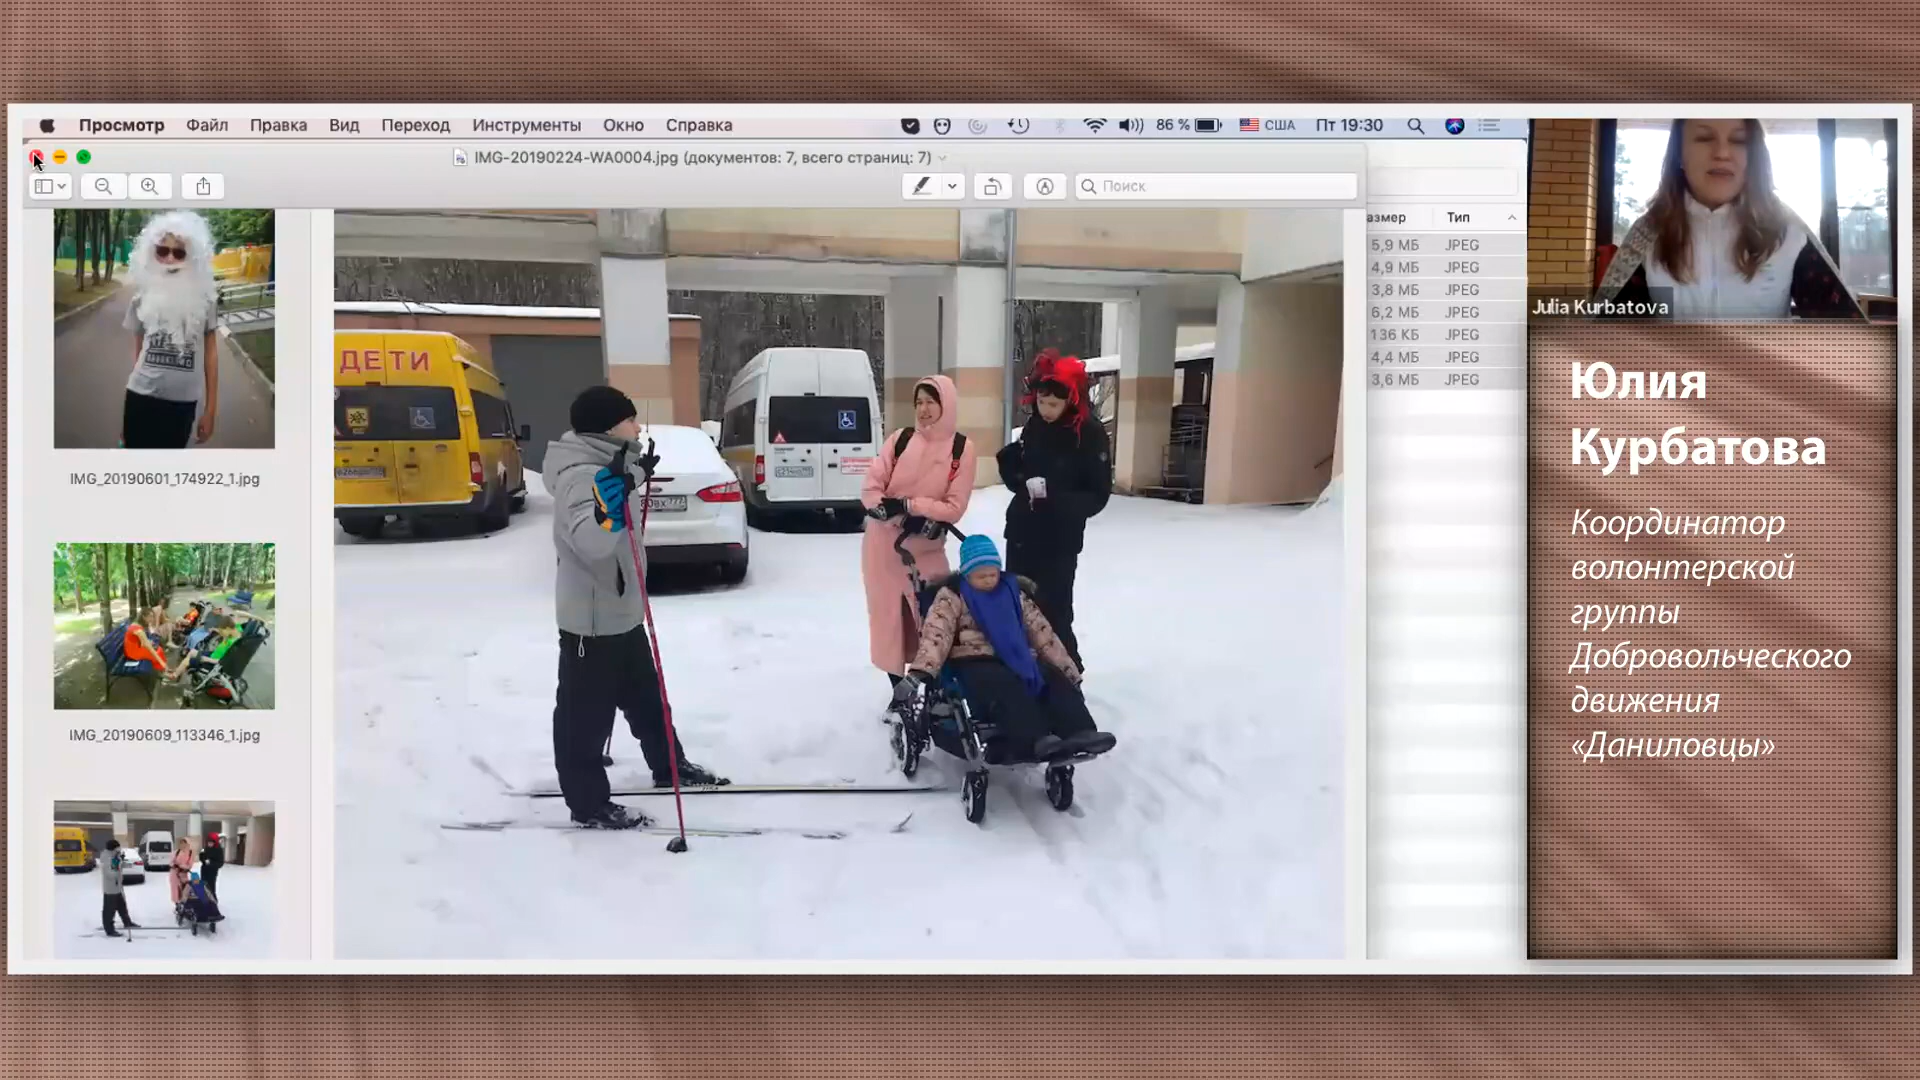 Просмотр Файл Правка Вид Переход Инструменты Окно Справка 86 % США Пт 19:30
IMG-20190224-WA0004.jpg (документов: 7, всего страниц: 7)
Поиск
IMG_20190601_174922_1.jpg
IMG_20190609_113346_1.jpg
ДЕТИ
азмер Тип
5,9 МБ JPEG
4,9 МБ JPEG
3,8 МБ JPEG
6,2 МБ JPEG
136 КБ JPEG
4,4 МБ JPEG
3,6 МБ JPEG
Julia Kurbatova
Юлия
Курбатова
Координатор
волонтерской
группы
Добровольческого
движения
«Даниловцы»